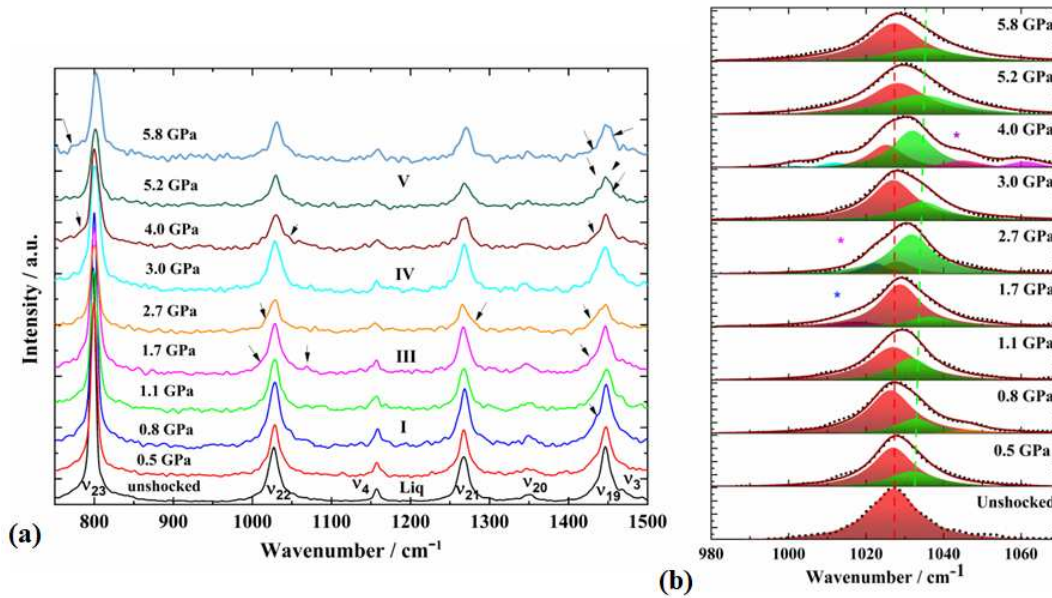 5.8 GPa
5.2 GPa
V
4.0 GPa
3.0 GPa
IV
2.7 GPa
1.7 GPa
III
1.1 GPa
0.8 GPa
I
0.5 GPa
unshocked
Liq
ν23
ν22
ν4
ν21
ν20
ν19
ν3
800 900 1000 1100 1200 1300 1400 1500
Wavenumber / cm⁻¹
Intensity / a.u.
(a)
5.8 GPa
5.2 GPa
4.0 GPa
*
3.0 GPa
2.7 GPa
*
1.7 GPa
*
1.1 GPa
0.8 GPa
0.5 GPa
Unshocked
980 1000 1020 1040 1060
Wavenumber / cm⁻¹
(b)